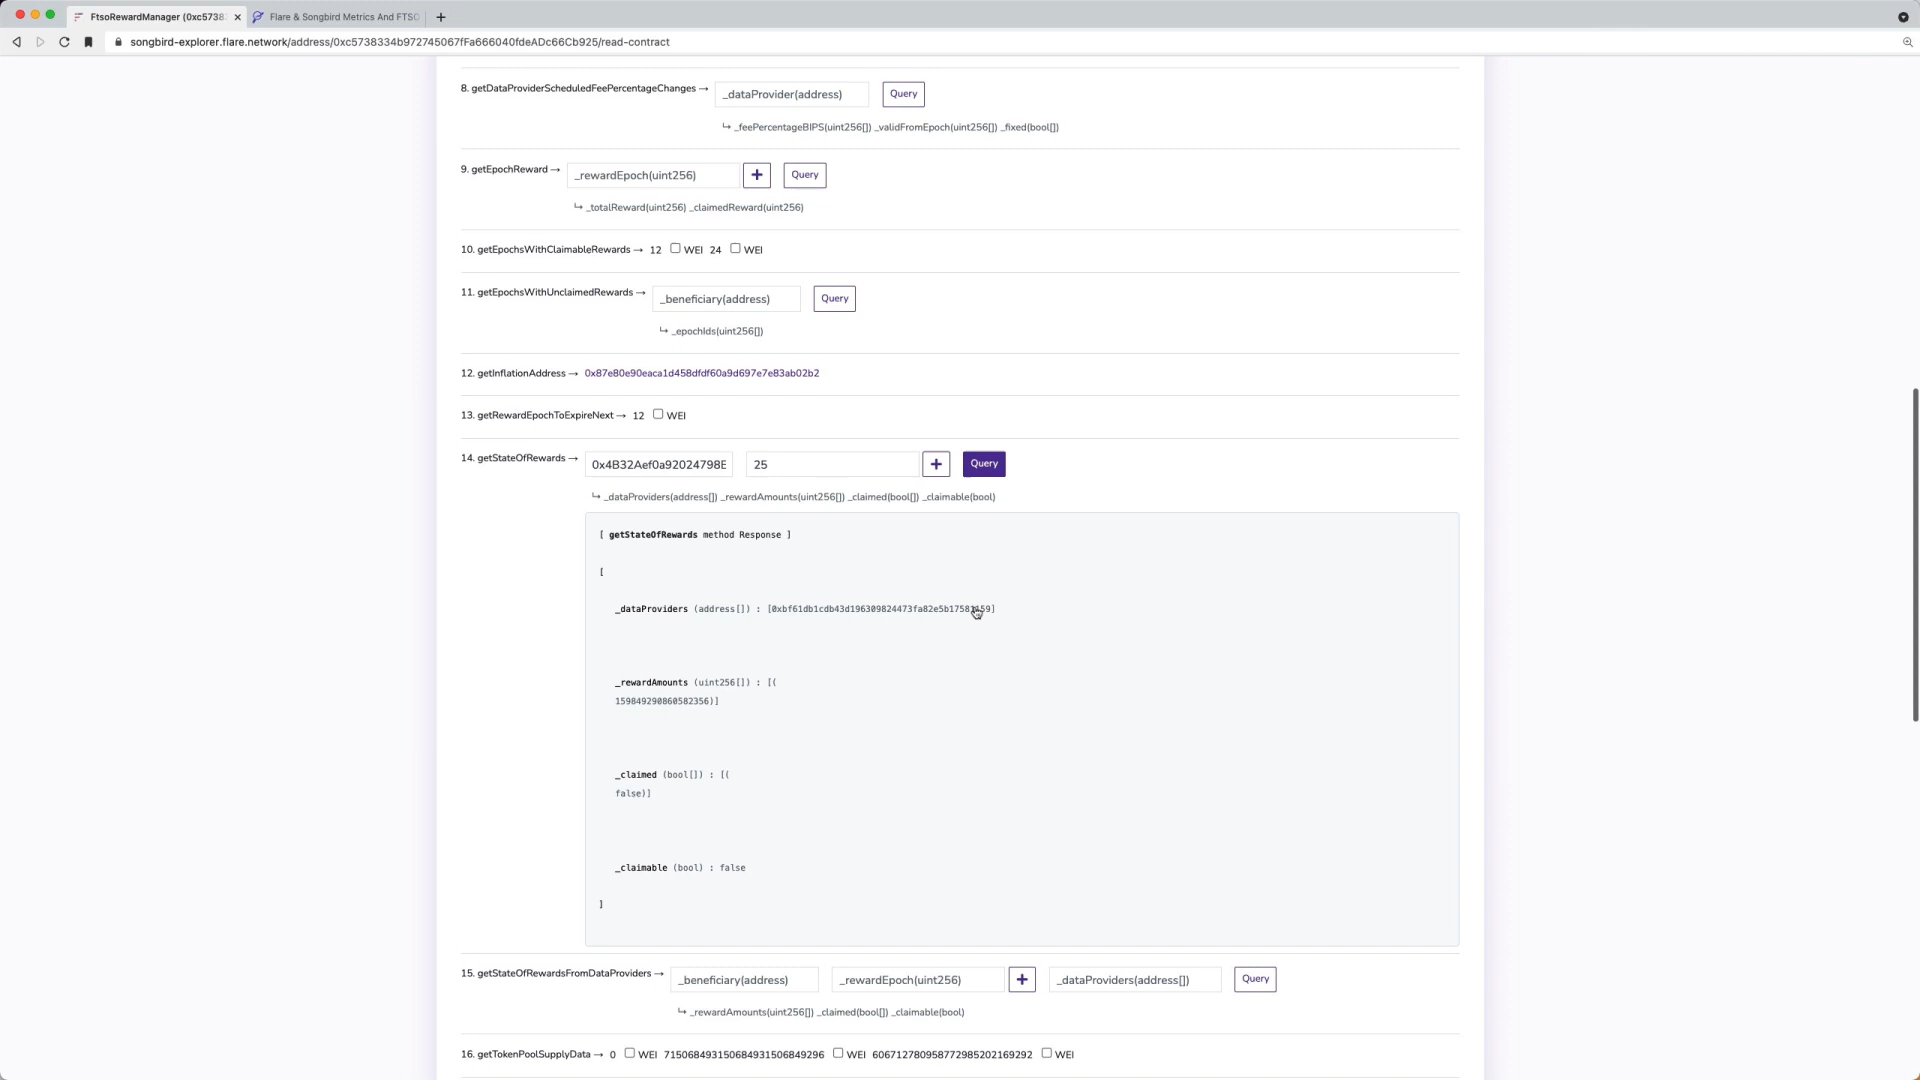 FtsoRewardManager (0xc5738
Flare & Songbird Metrics And FTSO
songbird-explorer.flare.network/address/0xc5738334b972745067fFa666040fdeADc66Cb925/read-contract
8. getDataProviderScheduledFeePercentageChanges → _dataProvider(address) Query
↳ _feePercentageBIPS(uint256[]) _validFromEpoch(uint256[]) _fixed(bool[])
9. getEpochReward → _rewardEpoch(uint256) + Query
↳ _totalReward(uint256) _claimedReward(uint256)
10. getEpochsWithClaimableRewards → 12 WEI 24 WEI
11. getEpochsWithUnclaimedRewards → _beneficiary(address) Query
↳ _epochIds(uint256[])
12. getInflationAddress → 0x87e80e90eaca1d458dfdf60a9d697e7e83ab02b2
13. getRewardEpochToExpireNext → 12 WEI
14. getStateOfRewards → 0x4B32Aef0a92024798E 25 + Query
↳ _dataProviders(address[]) _rewardAmounts(uint256[]) _claimed(bool[]) _claimable(bool)
[ getStateOfRewards method Response ]
[
_dataProviders (address[]) :
_rewardAmounts (uint256[]) : [(
159849290860582356)]
_claimed (bool[]) : [(
false)]
_claimable (bool) : false
]
15. getStateOfRewardsFromDataProviders → _beneficiary(address) _rewardEpoch(uint256) + _dataProviders(address[]) Query
↳ _rewardAmounts(uint256[]) _claimed(bool[]) _claimable(bool)
16. getTokenPoolSupplyData → 0 WEI 715068493150684931506849296 WEI 606712780958772985202169292 WEI